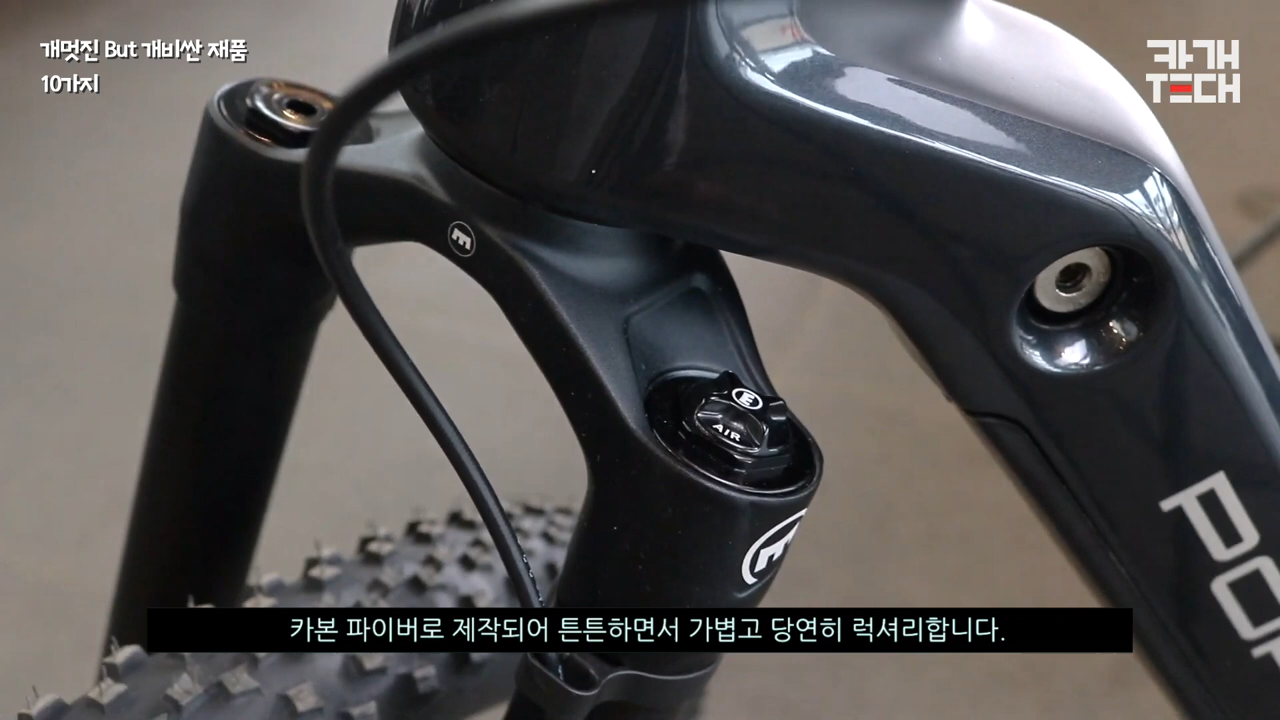 개멋진 But 개비싼 재품
10가지
카개
TECH
E
AIR
카본 파이버로 제작되어 튼튼하면서 가볍고 당연히 럭셔리합니다.